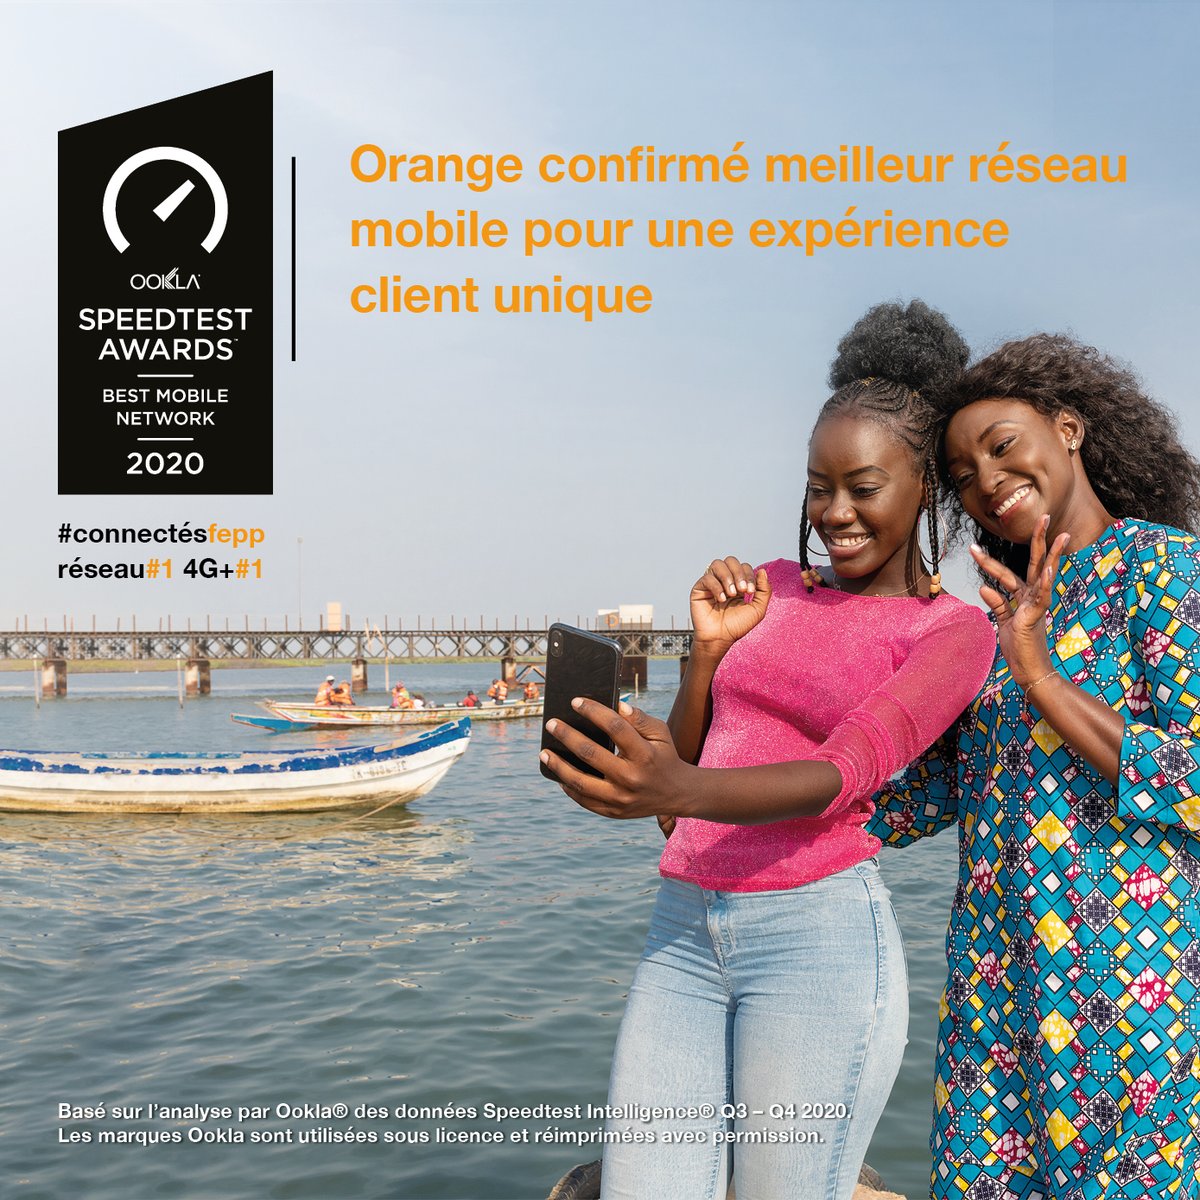 OOKLA
SPEEDTEST
AWARDS™
BEST MOBILE
NETWORK
2020
Orange confirmé meilleur réseau
mobile pour une expérience
client unique
#connectésfepp
réseau#1 4G+#1
Basé sur l'analyse par Ookla® des données Speedtest Intelligence® Q3 – Q4 2020.
Les marques Ookla sont utilisées sous licence et réimprimées avec permission.